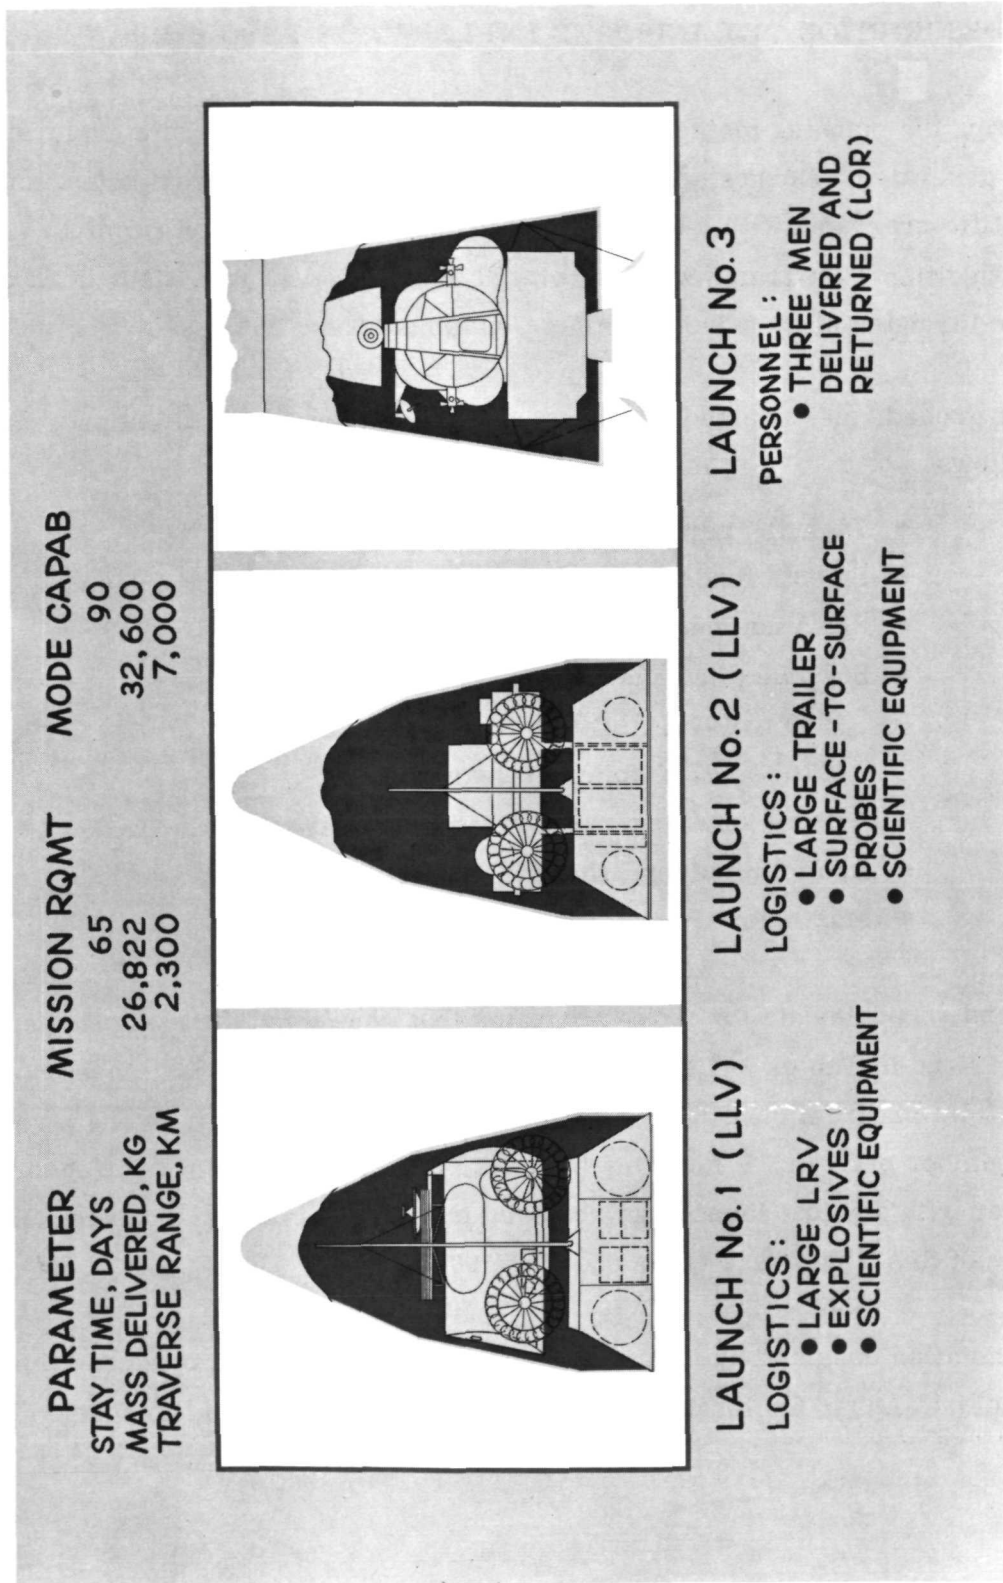 PARAMETER MISSION RQMT MODE CAPAB
STAY TIME, DAYS 65 90
MASS DELIVERED, KG 26,822 32,600
TRAVERSE RANGE, KM 2,300 7,000
LAUNCH No. 1 (LLV)
LOGISTICS:
• LARGE LRV
• EXPLOSIVES
• SCIENTIFIC EQUIPMENT
LAUNCH No. 2 (LLV)
LOGISTICS:
• LARGE TRAILER
• SURFACE-TO-SURFACE
PROBES
• SCIENTIFIC EQUIPMENT
LAUNCH No. 3
PERSONNEL:
• THREE MEN
DELIVERED AND
RETURNED (LOR)